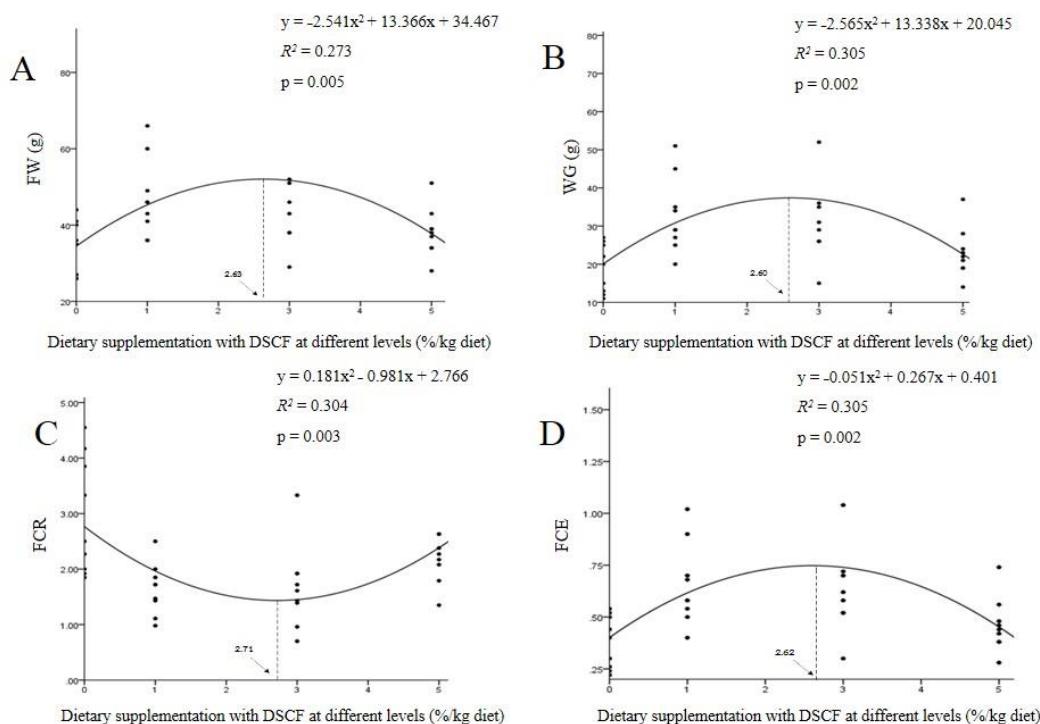 y = -2.541x² + 13.366x + 34.467
R² = 0.273
p = 0.005
A
FW (g)
80
60
40
20
0
1
2
3
4
5
2.63
Dietary supplementation with DSCF at different levels (%/kg diet)
y = -2.565x² + 13.338x + 20.045
R² = 0.305
p = 0.002
B
WG (g)
80
70
60
50
40
30
20
10
0
1
2
3
4
5
2.60
Dietary supplementation with DSCF at different levels (%/kg diet)
y = 0.181x² - 0.981x + 2.766
R² = 0.304
p = 0.003
C
FCR
5.00
4.00
3.00
2.00
1.00
.00
0
1
2
3
4
5
2.71
Dietary supplementation with DSCF at different levels (%/kg diet)
y = -0.051x² + 0.267x + 0.401
R² = 0.305
p = 0.002
D
FCE
1.50
1.25
1.00
.75
.50
.25
0
1
2
3
4
5
2.62
Dietary supplementation with DSCF at different levels (%/kg diet)